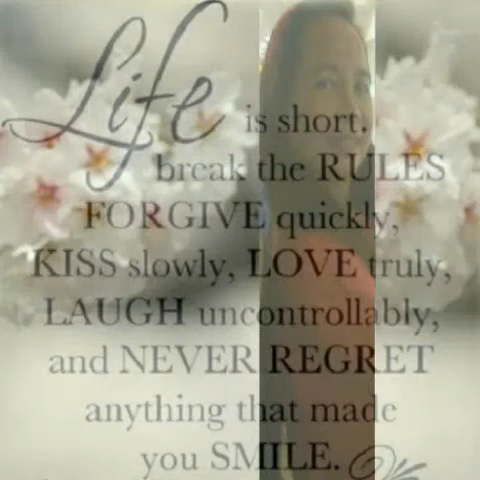 Life is short.
break the RULES
FORGIVE quickly,
KISS slowly, LOVE truly,
LAUGH uncontrollably,
and NEVER REGRET
anything that made
you SMILE.